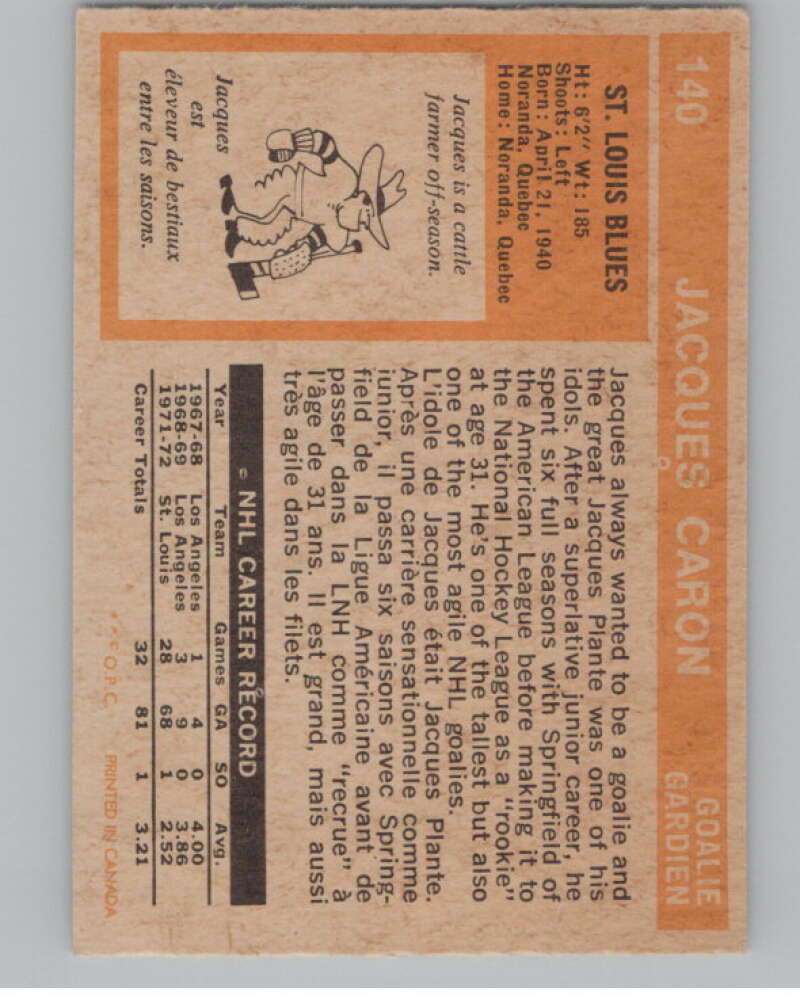 140 JACQUES CARON GOALIE
GARDIEN
ST. LOUIS BLUES
Ht: 6'2" Wt: 185
Shoots: Left
Born: April 21, 1940
Noranda, Quebec
Home: Noranda, Quebec
Jacques is a cattle
farmer off-season.
Jacques
est
éleveur de bestiaux
entre les saisons.
Jacques always wanted to be a goalie and
the great Jacques Plante was one of his
idols. After a superlative junior career, he
spent six full seasons with Springfield of
the American League before making it to
the National Hockey League as a "rookie"
at age 31. He's one of the tallest but also
one of the most agile NHL goalies.
L'idole de Jacques était Jacques Plante.
Après une carrière sensationnelle comme
junior, il passa six saisons avec Spring-
field de la Ligue Américaine avant de
passer dans la LNH comme "recrue" à
l'âge de 31 ans. Il est grand, mais aussi
très agile dans les filets.
NHL CAREER RECORD
Year Team Games GA SO Avg.
1967-68 Los Angeles 1 4 0 4.00
1968-69 Los Angeles 3 9 0 3.86
1971-72 St. Louis 28 68 1 2.52
Career Totals 32 81 1 3.21
* * © O.P.C. PRINTED IN CANADA